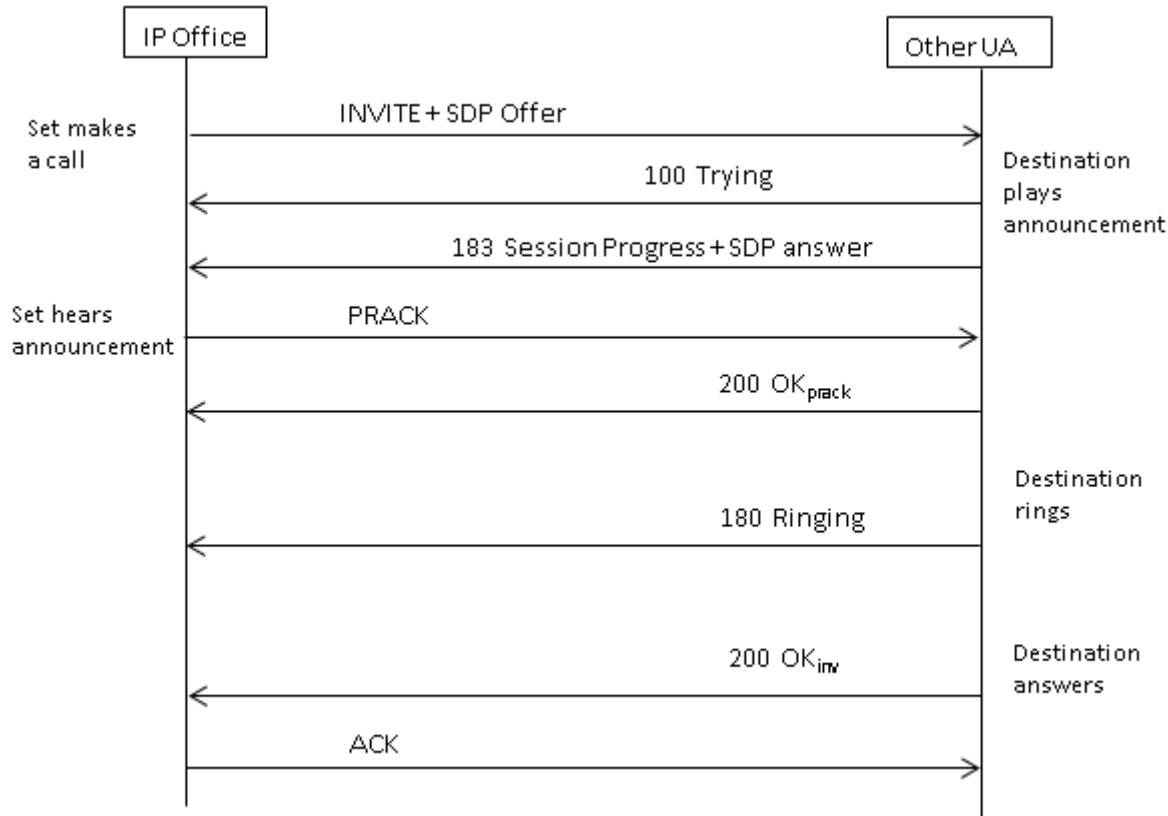 IP Office
Other UA
INVITE + SDP Offer
Set makes
a call
100 Trying
Destination
plays
announcement
183 Session Progress + SDP answer
Set hears
announcement
PRACK
200 OKprack
Destination
rings
180 Ringing
200 OKinv
Destination
answers
ACK